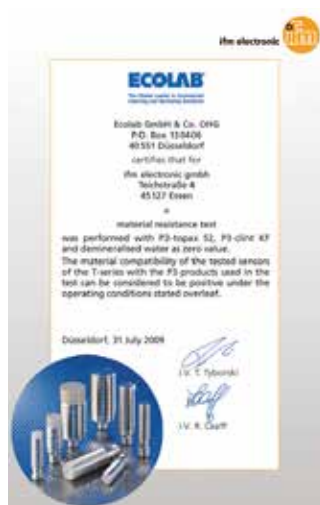 ifm electronic
ifm
ECOLAB
Ecolab GmbH & Co. OHG
P.O. Box 130406
40551 Düsseldorf
certifies that for
ifm electronic gmbh
Teichstraße 4
45127 Essen
a
material resistance test
was performed with P3-topax 52, P3-clint KF
and demineralised water as zero value.
The material compatibility of the tested sensors
of the T-series with the P3 products used in the
test can be considered to be positive under the
operating conditions stated overleaf.
Düsseldorf, 31 July 2009
i.V. T. Tyborski
i.V. R.